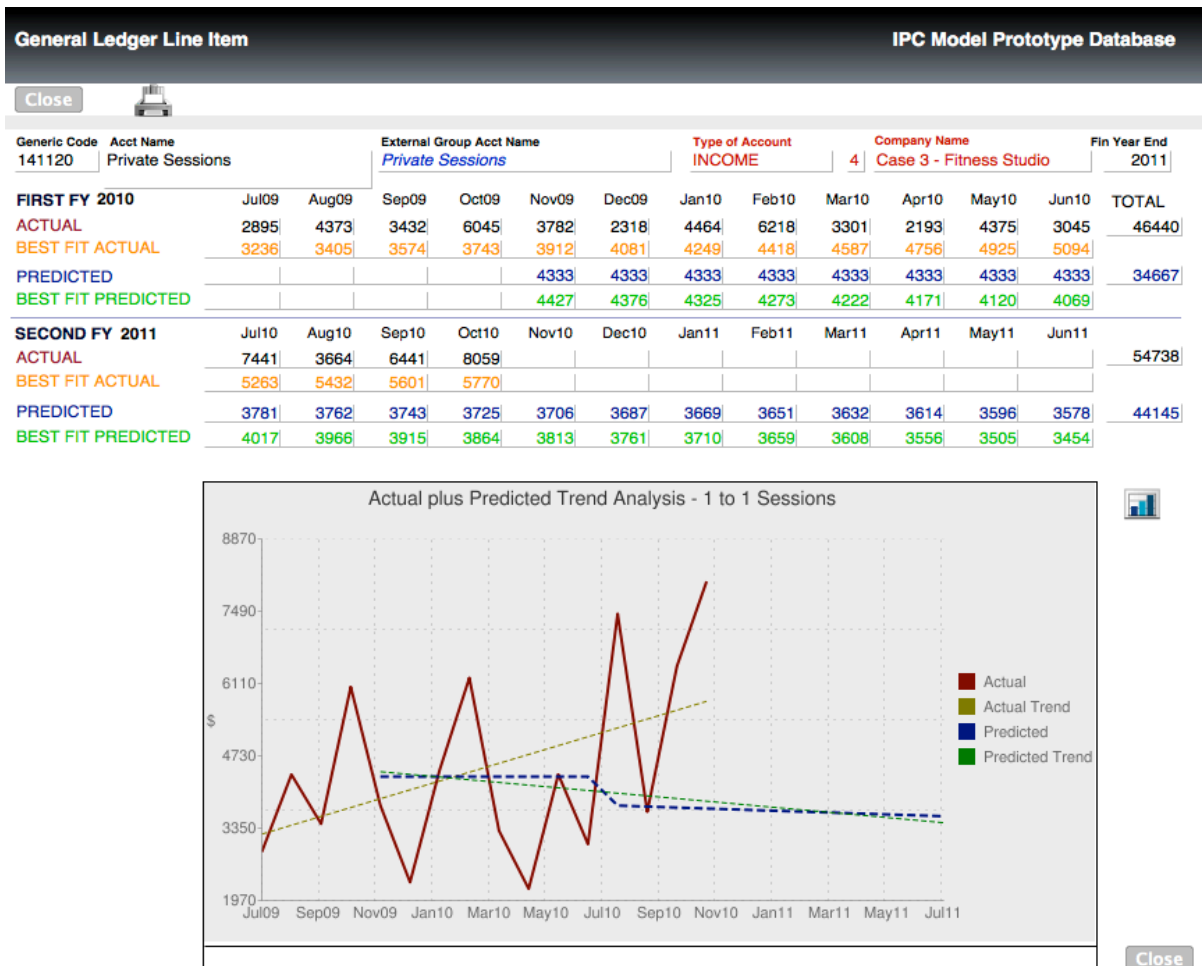 General Ledger Line Item IPC Model Prototype Database
Close
Generic Code Acct Name External Group Acct Name Type of Account Company Name Fin Year End
141120 Private Sessions Private Sessions INCOME 4 Case 3 - Fitness Studio 2011
FIRST FY 2010 Jul09 Aug09 Sep09 Oct09 Nov09 Dec09 Jan10 Feb10 Mar10 Apr10 May10 Jun10 TOTAL
ACTUAL 2895 4373 3432 6045 3782 2318 4464 6218 3301 2193 4375 3045 46440
BEST FIT ACTUAL 3236 3405 3574 3743 3912 4081 4249 4418 4587 4756 4925 5094
PREDICTED 4333 4333 4333 4333 4333 4333 4333 4333 34667
BEST FIT PREDICTED 4427 4376 4325 4273 4222 4171 4120 4069
SECOND FY 2011 Jul10 Aug10 Sep10 Oct10 Nov10 Dec10 Jan11 Feb11 Mar11 Apr11 May11 Jun11
ACTUAL 7441 3664 6441 8059 54738
BEST FIT ACTUAL 5263 5432 5601 5770
PREDICTED 3781 3762 3743 3725 3706 3687 3669 3651 3632 3614 3596 3578 44145
BEST FIT PREDICTED 4017 3966 3915 3864 3813 3761 3710 3659 3608 3556 3505 3454
Actual plus Predicted Trend Analysis - 1 to 1 Sessions
8870
7490
6110
$
4730
3350
1970
Jul09 Sep09 Nov09 Jan10 Mar10 May10 Jul10 Sep10 Nov10 Jan11 Mar11 May11 Jul11
Actual
Actual Trend
Predicted
Predicted Trend
Close